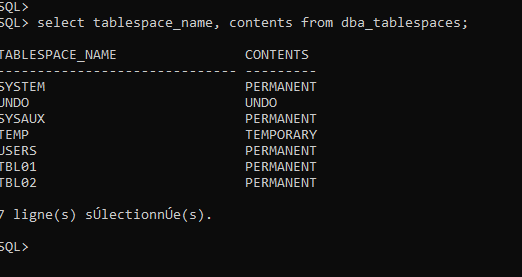 SQL>
SQL> select tablespace_name, contents from dba_tablespaces;
TABLESPACE_NAME CONTENTS
------------------------------ ---------
SYSTEM PERMANENT
UNDO UNDO
SYSAUX PERMANENT
TEMP TEMPORARY
USERS PERMANENT
TBL01 PERMANENT
TBL02 PERMANENT
7 ligne(s) sÚlectionnÚe(s).
SQL>